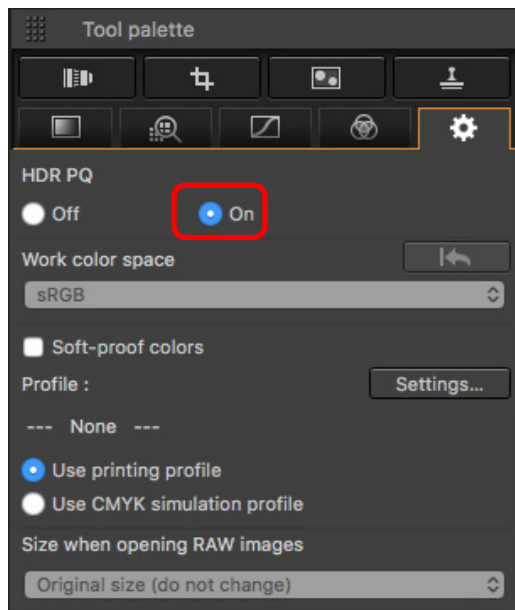 Tool palette
HDR PQ
Off On
Work color space
sRGB
Soft-proof colors
Profile : Settings...
--- None ---
Use printing profile
Use CMYK simulation profile
Size when opening RAW images
Original size (do not change)